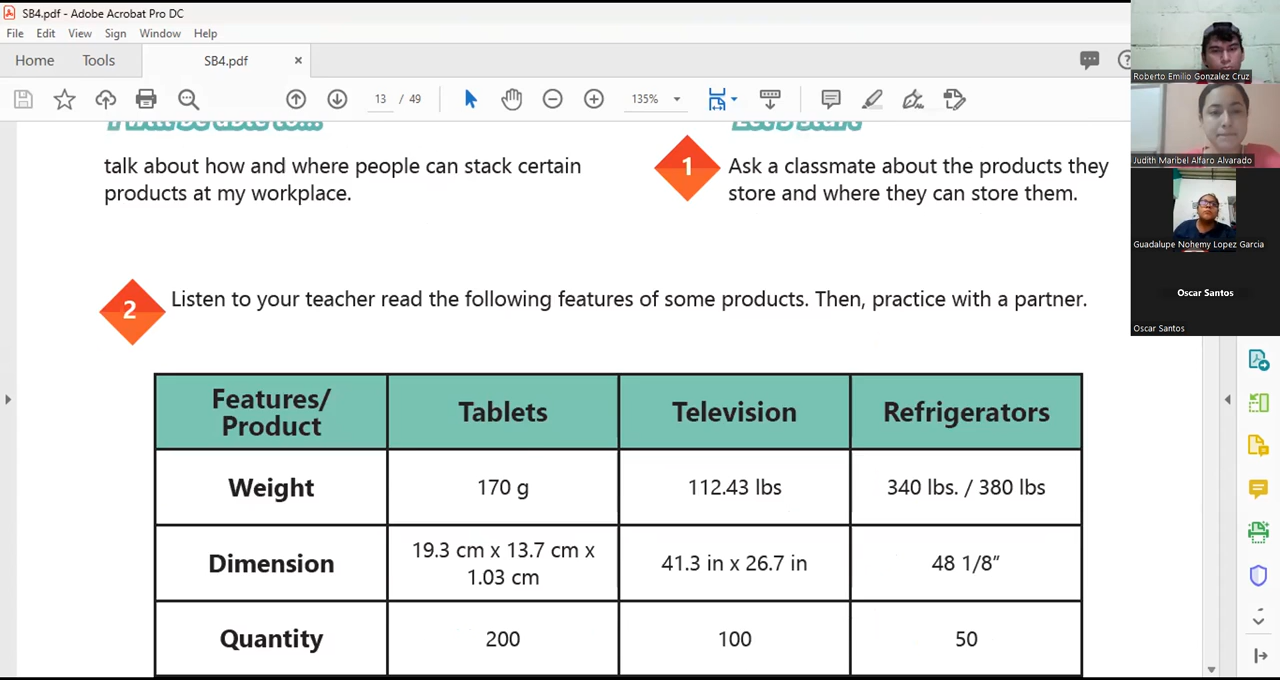 SB4.pdf - Adobe Acrobat Pro DC
File Edit View Sign Window Help
Home Tools SB4.pdf ×
13 / 49 135%
talk about how and where people can stack certain
products at my workplace.
1
Ask a classmate about the products they
store and where they can store them.
2
Listen to your teacher read the following features of some products. Then, practice with a partner.
Features/
Product
Tablets
Television
Refrigerators
Weight
170 g
112.43 lbs
340 lbs. / 380 lbs
Dimension
19.3 cm x 13.7 cm x
1.03 cm
41.3 in x 26.7 in
48 1/8”
Quantity
200
100
50
Roberto Emilio Gonzalez Cruz
Judith Maribel Alfaro Alvarado
Guadalupe Nohemy Lopez Garcia
Oscar Santos
Oscar Santos